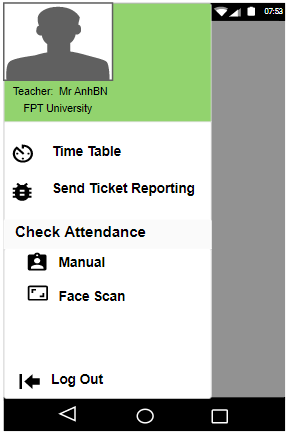 07:53
Teacher: Mr AnhBN
FPT University
Time Table
Send Ticket Reporting
Check Attendance
Manual
Face Scan
Log Out